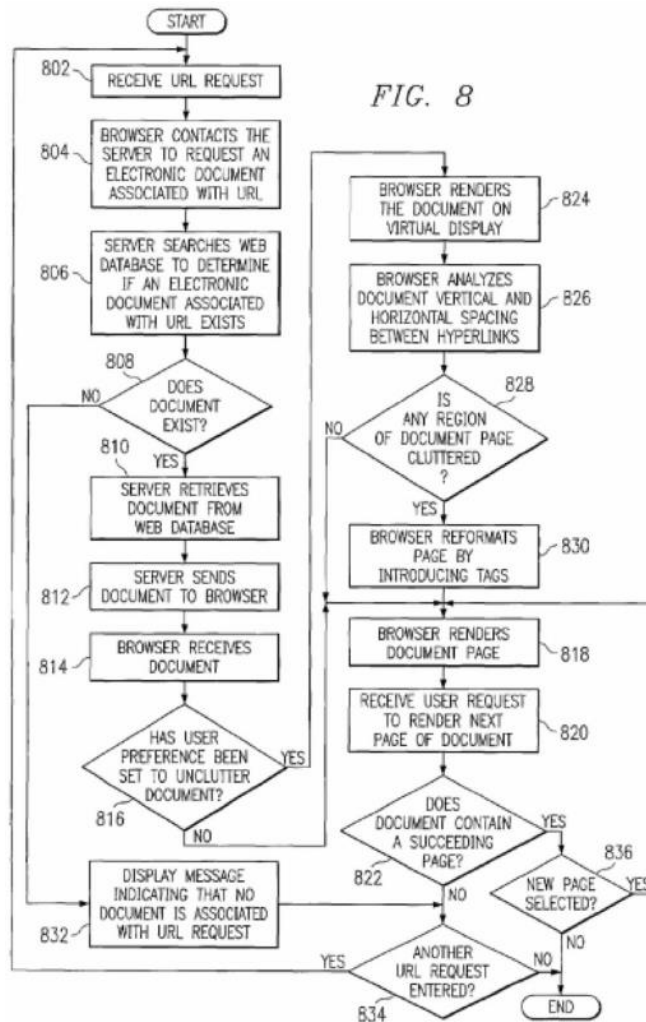 START
802
RECEIVE URL REQUEST
FIG. 8
804
BROWSER CONTACTS THE
SERVER TO REQUEST AN
ELECTRONIC DOCUMENT
ASSOCIATED WITH URL
806
SERVER SEARCHES WEB
DATABASE TO DETERMINE
IF AN ELECTRONIC
DOCUMENT ASSOCIATED
WITH URL EXISTS
808
NO
DOES
DOCUMENT
EXIST?
YES
810
SERVER RETRIEVES
DOCUMENT FROM
WEB DATABASE
812
SERVER SENDS
DOCUMENT TO BROWSER
814
BROWSER RECEIVES
DOCUMENT
HAS USER
PREFERENCE BEEN
SET TO UNCLUTTER
DOCUMENT?
YES
816
NO
BROWSER RENDERS
THE DOCUMENT ON
VIRTUAL DISPLAY
824
BROWSER ANALYZES
DOCUMENT VERTICAL AND
HORIZONTAL SPACING
BETWEEN HYPERLINKS
826
828
NO
IS
ANY REGION
OF DOCUMENT PAGE
CLUTTERED
?
YES
BROWSER REFORMATS
PAGE BY
INTRODUCING TAGS
830
BROWSER RENDERS
DOCUMENT PAGE
818
RECEIVE USER REQUEST
TO RENDER NEXT
PAGE OF DOCUMENT
820
DOES
DOCUMENT CONTAIN
A SUCCEEDING
PAGE?
YES
822
NO
836
NEW PAGE
SELECTED?
YES
NO
832
DISPLAY MESSAGE
INDICATING THAT NO
DOCUMENT IS ASSOCIATED
WITH URL REQUEST
YES
ANOTHER
URL REQUEST
ENTERED?
NO
834
END